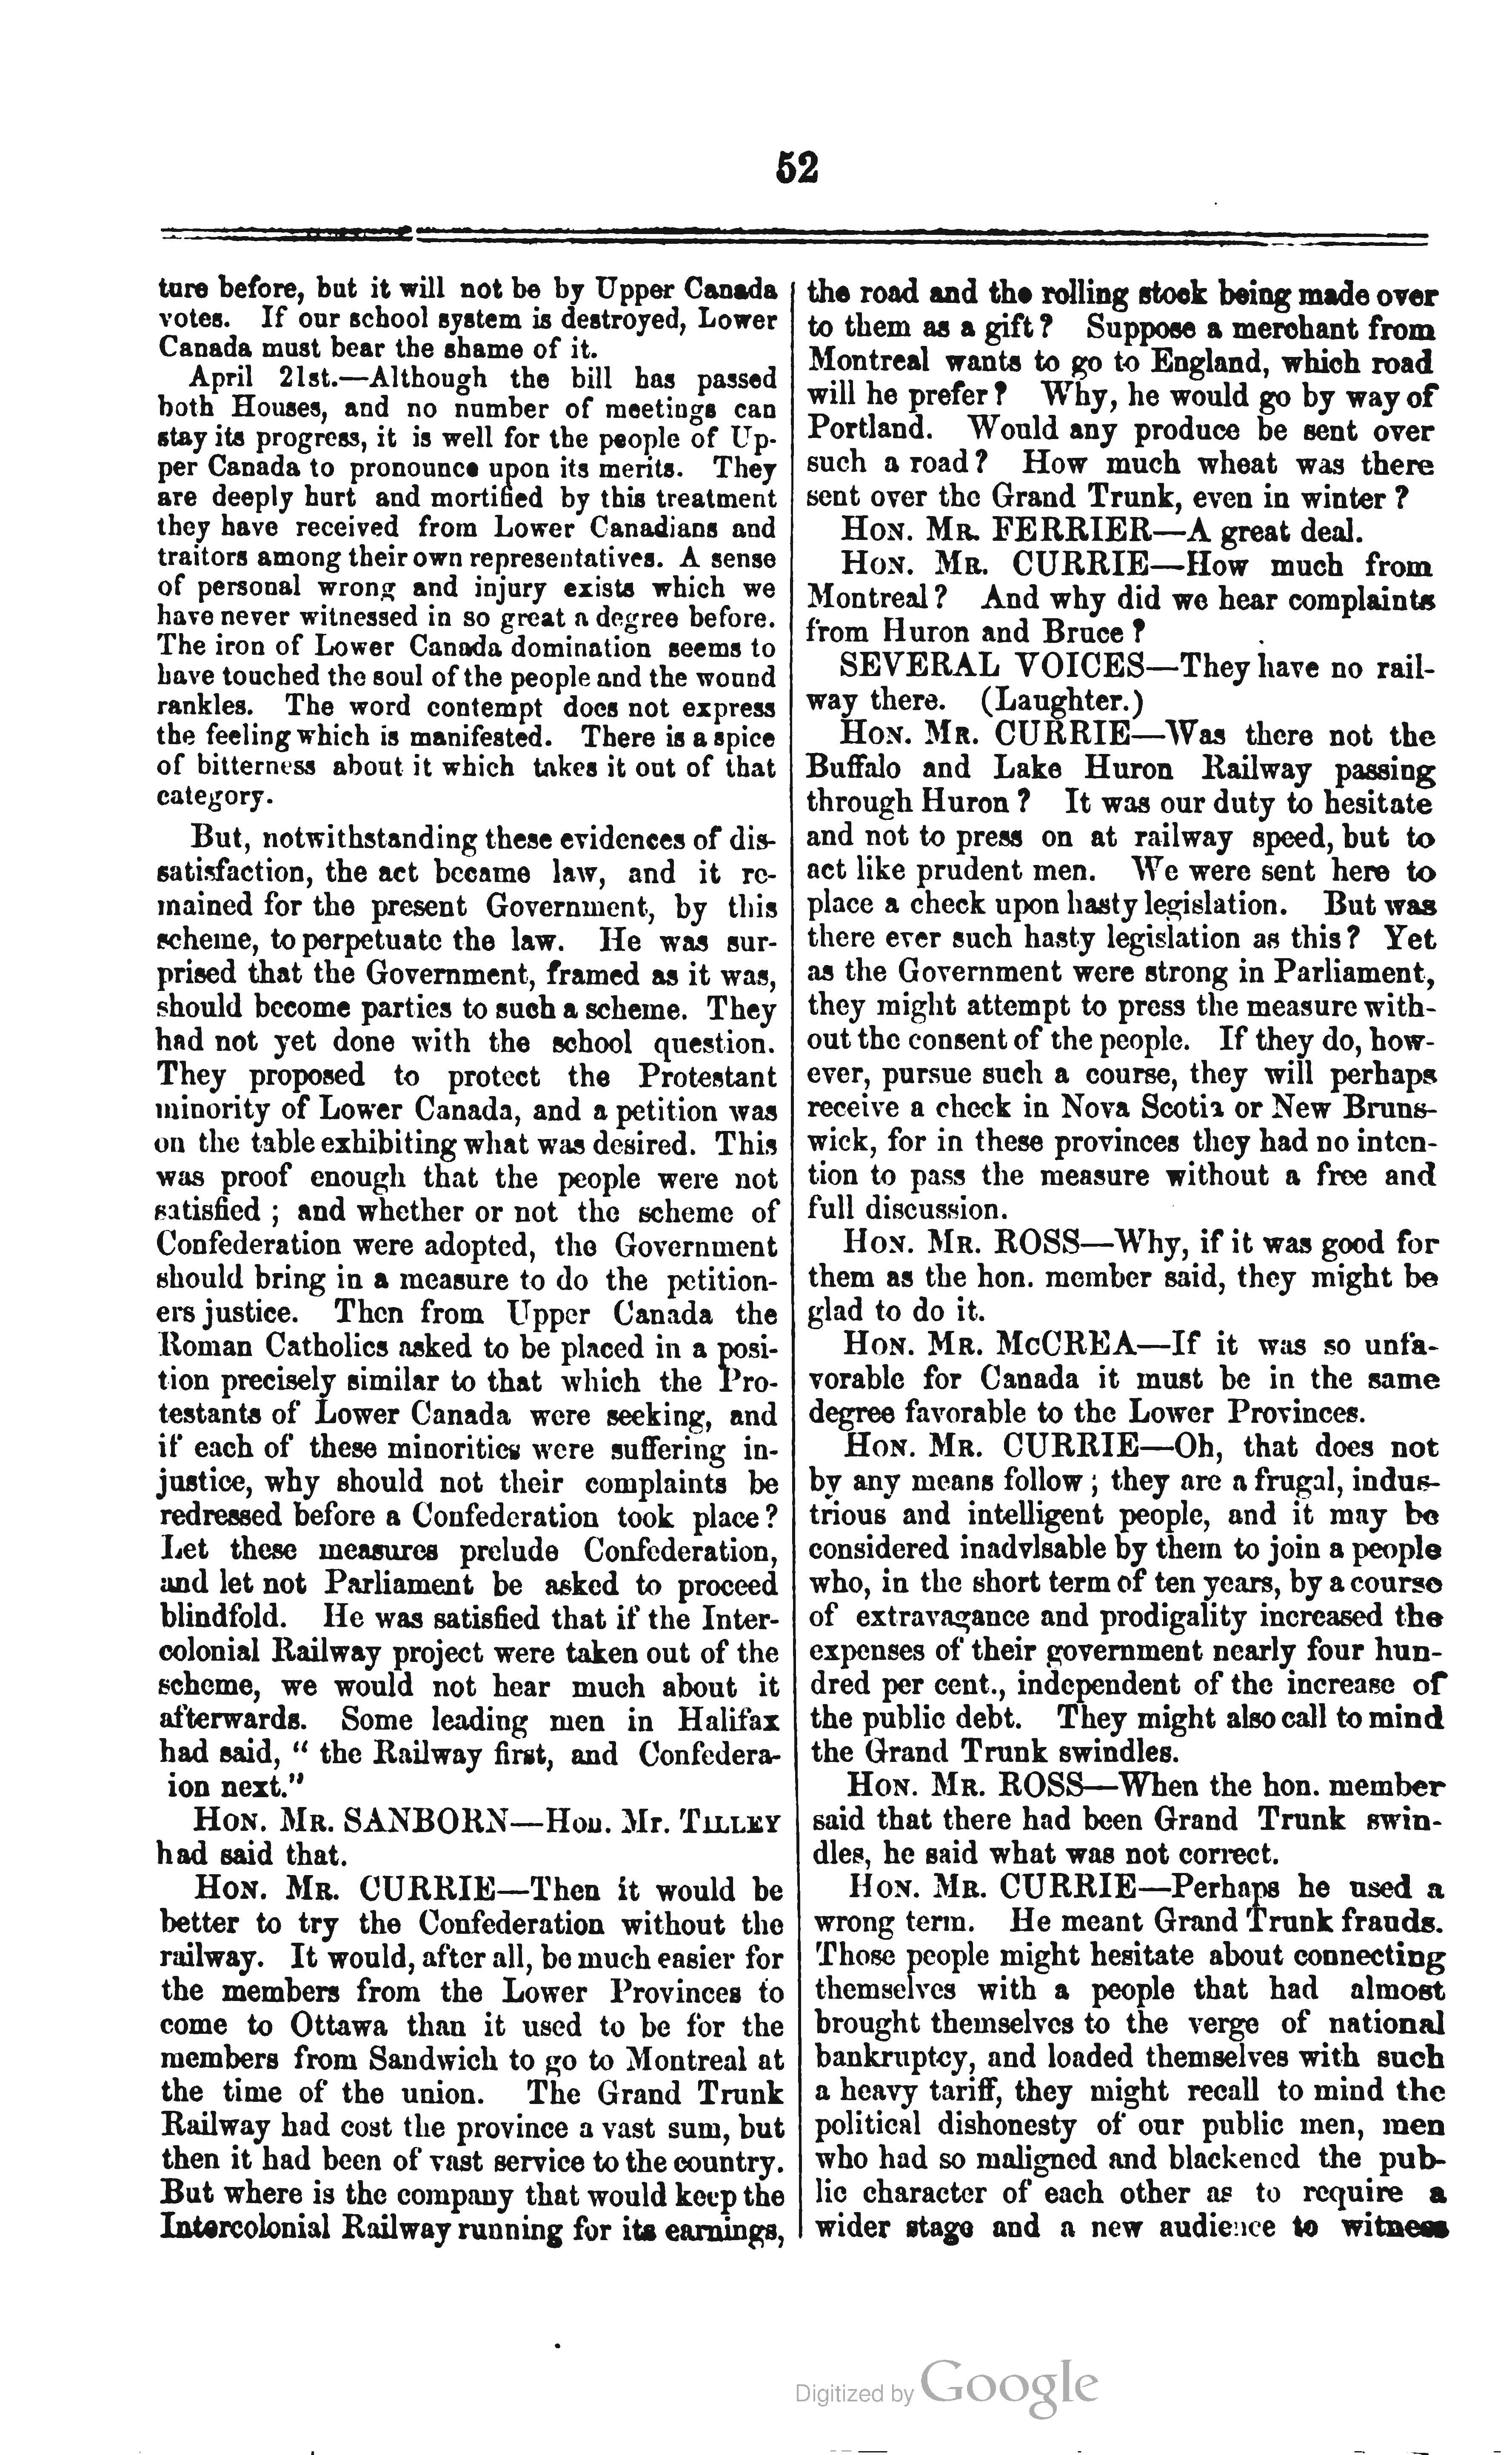 52
ture before, but it will not be by Upper Canada
votes. If our school system is destroyed, Lower
Canada must bear the shame of it.
April 21st.—Although the bill has passed
both Houses, and no number of meetings can
stay its progress, it is well for the people of Up-
per Canada to pronounce upon its merits. They
are deeply hurt and mortified by this treatment
they have received from Lower Canadians and
traitors among their own representatives. A sense
of personal wrong and injury exists which we
have never witnessed in so great a degree before.
The iron of Lower Canada domination seems to
have touched the soul of the people and the wound
rankles. The word contempt does not express
the feeling which is manifested. There is a spice
of bitterness about it which takes it out of that
category.
But, notwithstanding these evidences of dis-
satisfaction, the act became law, and it re-
mained for the present Government, by this
scheme, to perpetuate the law. He was sur-
prised that the Government, framed as it was,
should become parties to such a scheme. They
had not yet done with the school question.
They proposed to protect the Protestant
minority of Lower Canada, and a petition was
on the table exhibiting what was desired. This
was proof enough that the people were not
satisfied ; and whether or not the scheme of
Confederation were adopted, the Government
should bring in a measure to do the petition-
ers justice. Then from Upper Canada the
Roman Catholics asked to be placed in a posi-
tion precisely similar to that which the Pro-
testants of Lower Canada were seeking, and
if each of these minorities were suffering in-
justice, why should not their complaints be
redressed before a Confederation took place?
Let these measures prelude Confederation,
and let not Parliament be asked to proceed
blindfold. He was satisfied that if the Inter-
colonial Railway project were taken out of the
scheme, we would not hear much about it
afterwards. Some leading men in Halifax
had said, " the Railway first, and Confedera-
ion next."
HON. MR. SANBORN—Hon. Mr. TILLEY
had said that.
HON. MR. CURRIE—Then it would be
better to try the Confederation without the
railway. It would, after all, be much easier for
the members from the Lower Provinces to
come to Ottawa than it used to be for the
members from Sandwich to go to Montreal at
the time of the union. The Grand Trunk
Railway had cost the province a vast sum, but
then it had been of vast service to the country.
But where is the company that would keep the
Intercolonial Railway running for its earnings,
the road and the rolling stock being made over
to them as a gift ? Suppose a merchant from
Montreal wants to go to England, which road
will he prefer ? Why, he would go by way of
Portland. Would any produce be sent over
such a road ? How much wheat was there
sent over the Grand Trunk, even in winter ?
HON. MR. FERRIER—A great deal.
HON. MR. CURRIE—How much from
Montreal ? And why did we hear complaints
from Huron and Bruce ?
SEVERAL VOICES—They have no rail-
way there. (Laughter.)
HON. MR. CURRIE—Was there not the
Buffalo and Lake Huron Railway passing
through Huron ? It was our duty to hesitate
and not to press on at railway speed, but to
act like prudent men. We were sent here to
place a check upon hasty legislation. But was
there ever such hasty legislation as this ? Yet
as the Government were strong in Parliament,
they might attempt to press the measure with-
out the consent of the people. If they do, how-
ever, pursue such a course, they will perhaps
receive a check in Nova Scotia or New Bruns-
wick, for in these provinces they had no inten-
tion to pass the measure without a free and
full discussion.
HON. MR. ROSS—Why, if it was good for
them as the hon. member said, they might be
glad to do it.
HON. MR. MCCREA—If it was so unfa-
vorable for Canada it must be in the same
degree favorable to the Lower Provinces.
HON. MR. CURRIE—Oh, that does not
by any means follow ; they are a frugal, indus-
trious and intelligent people, and it may be
considered inadvlsable by them to join a people
who, in the short term of ten years, by a course
of extravagance and prodigality increased the
expenses of their government nearly four hun-
dred per cent., independent of the increase of
the public debt. They might also call to mind
the Grand Trunk swindles.
HON. MR. ROSS—When the hon. member
said that there had been Grand Trunk swin-
dles, he said what was not correct.
HON. MR. CURRIE—Perhaps he used a
wrong term. He meant Grand Trunk frauds.
Those people might hesitate about connecting
themselves with a people that had almost
brought themselves to the verge of national
bankruptcy, and loaded themselves with such
a heavy tariff, they might recall to mind the
political dishonesty of our public men, men
who had so maligned and blackened the pub-
lic character of each other as to require a
wider stage and a new audience to witness
Digitized by Google